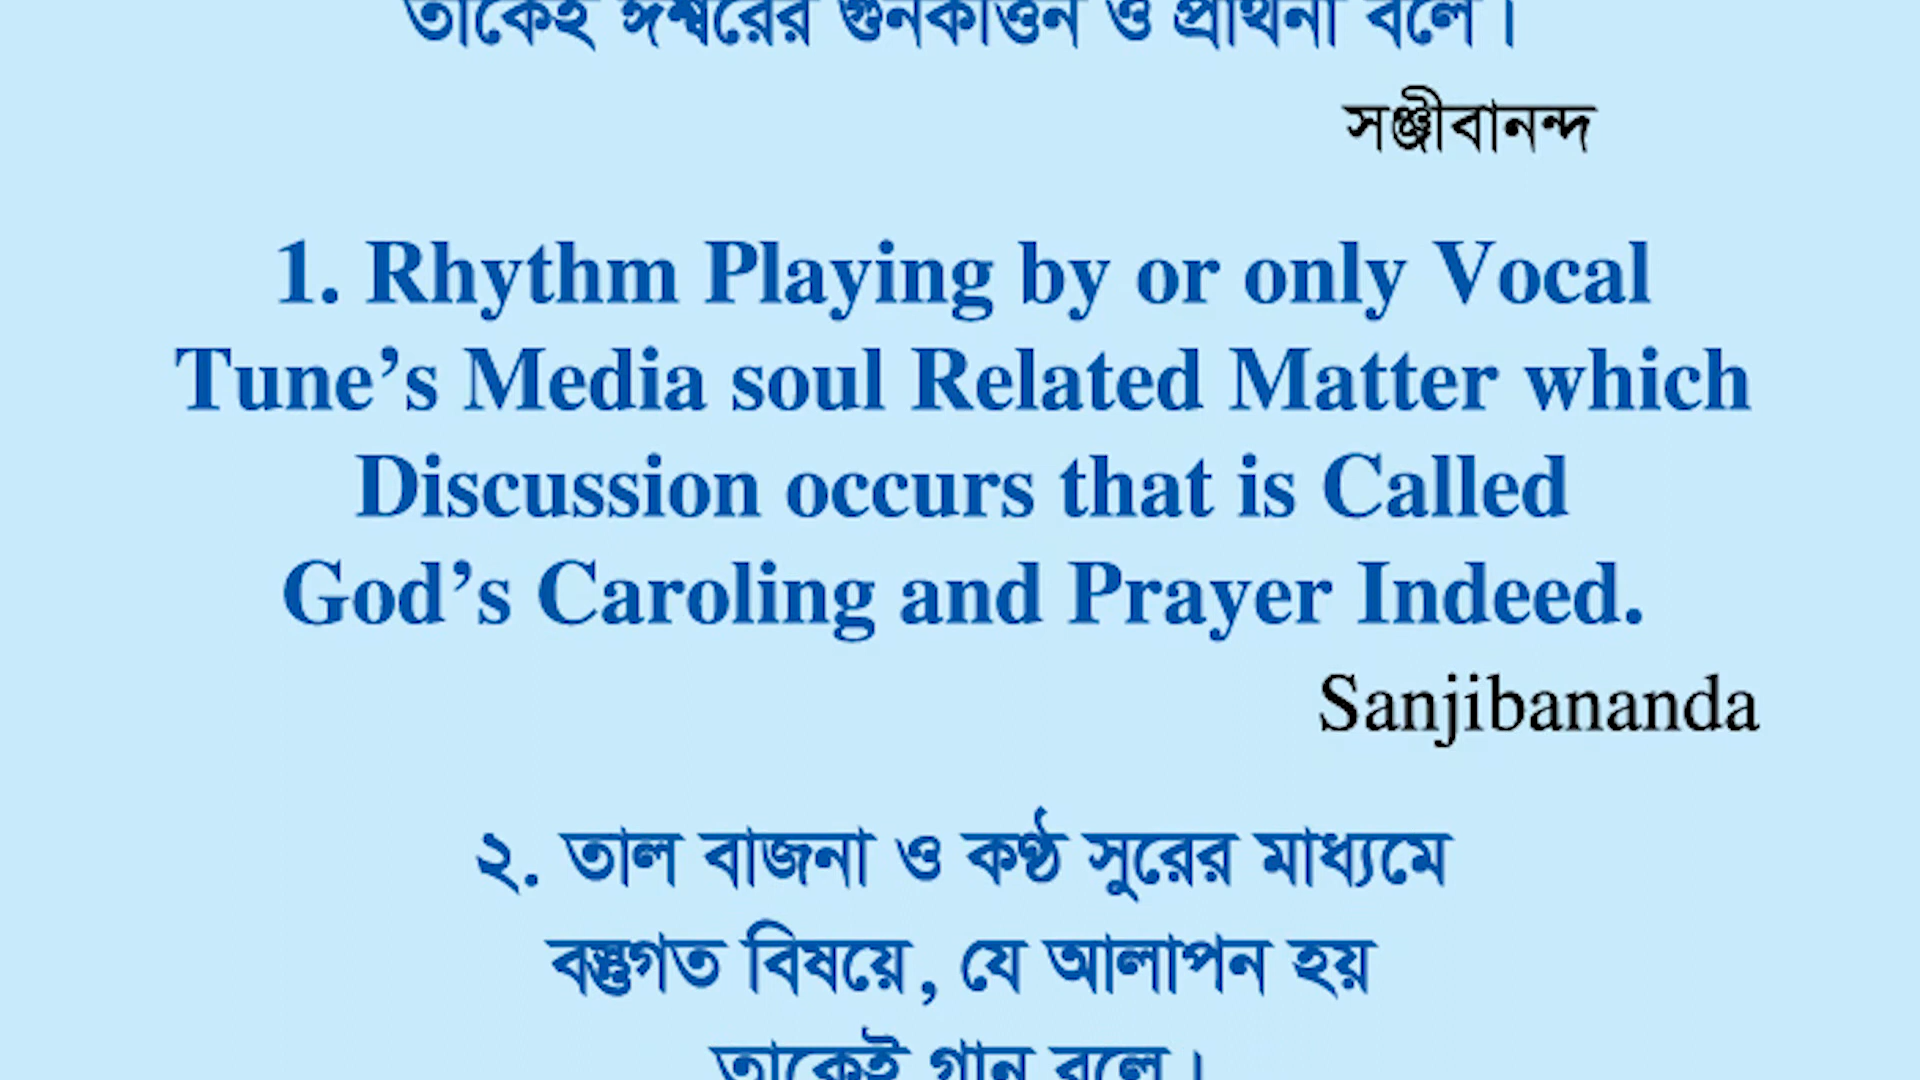 তাকেই ঈশ্বরের গুনকীর্ত্তন ও প্রার্থনা বলে।
সঞ্জীবানন্দ
1. Rhythm Playing by or only Vocal
Tune’s Media soul Related Matter which
Discussion occurs that is Called
God’s Caroling and Prayer Indeed.
Sanjibananda
২. তাল বাজনা ও কণ্ঠ সুরের মাধ্যমে
বস্তুগত বিষয়ে, যে আলাপন হয়
তাকেই গান বলে।